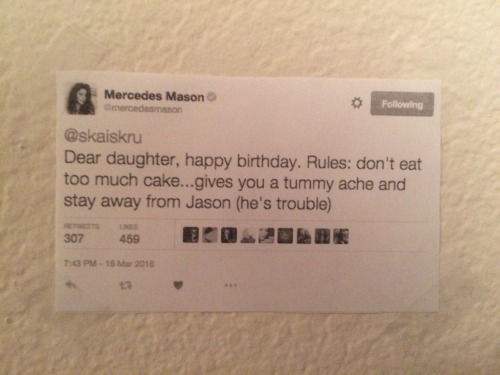 Mercedes Mason
@mercedesmason
Following
@skaiskru
Dear daughter, happy birthday. Rules: don't eat
too much cake...gives you a tummy ache and
stay away from Jason (he's trouble)
RETWEETS LIKES
307 459
7:43 PM - 15 Mar 2016